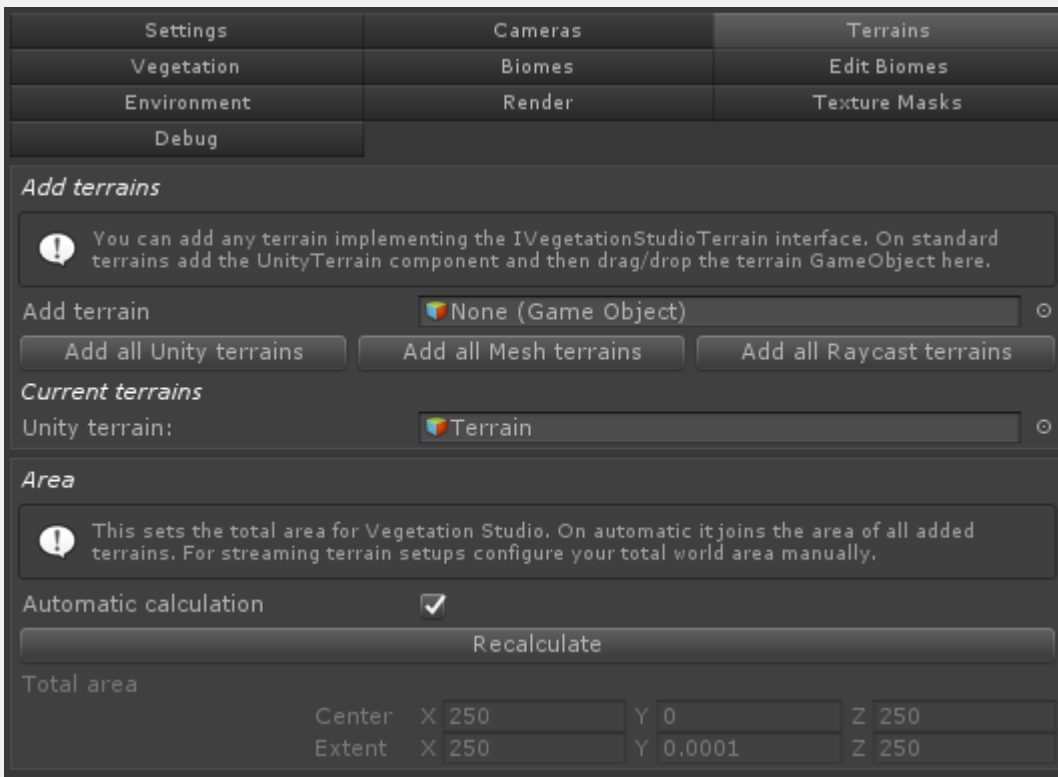 Settings Cameras Terrains
Vegetation Biomes Edit Biomes
Environment Render Texture Masks
Debug
Add terrains
You can add any terrain implementing the IVegetationStudioTerrain interface. On standard
terrains add the UnityTerrain component and then drag/drop the terrain GameObject here.
Add terrain None (Game Object)
Add all Unity terrains Add all Mesh terrains Add all Raycast terrains
Current terrains
Unity terrain: Terrain
Area
This sets the total area for Vegetation Studio. On automatic it joins the area of all added
terrains. For streaming terrain setups configure your total world area manually.
Automatic calculation
Recalculate
Total area
Center X 250 Y 0 Z 250
Extent X 250 Y 0.0001 Z 250